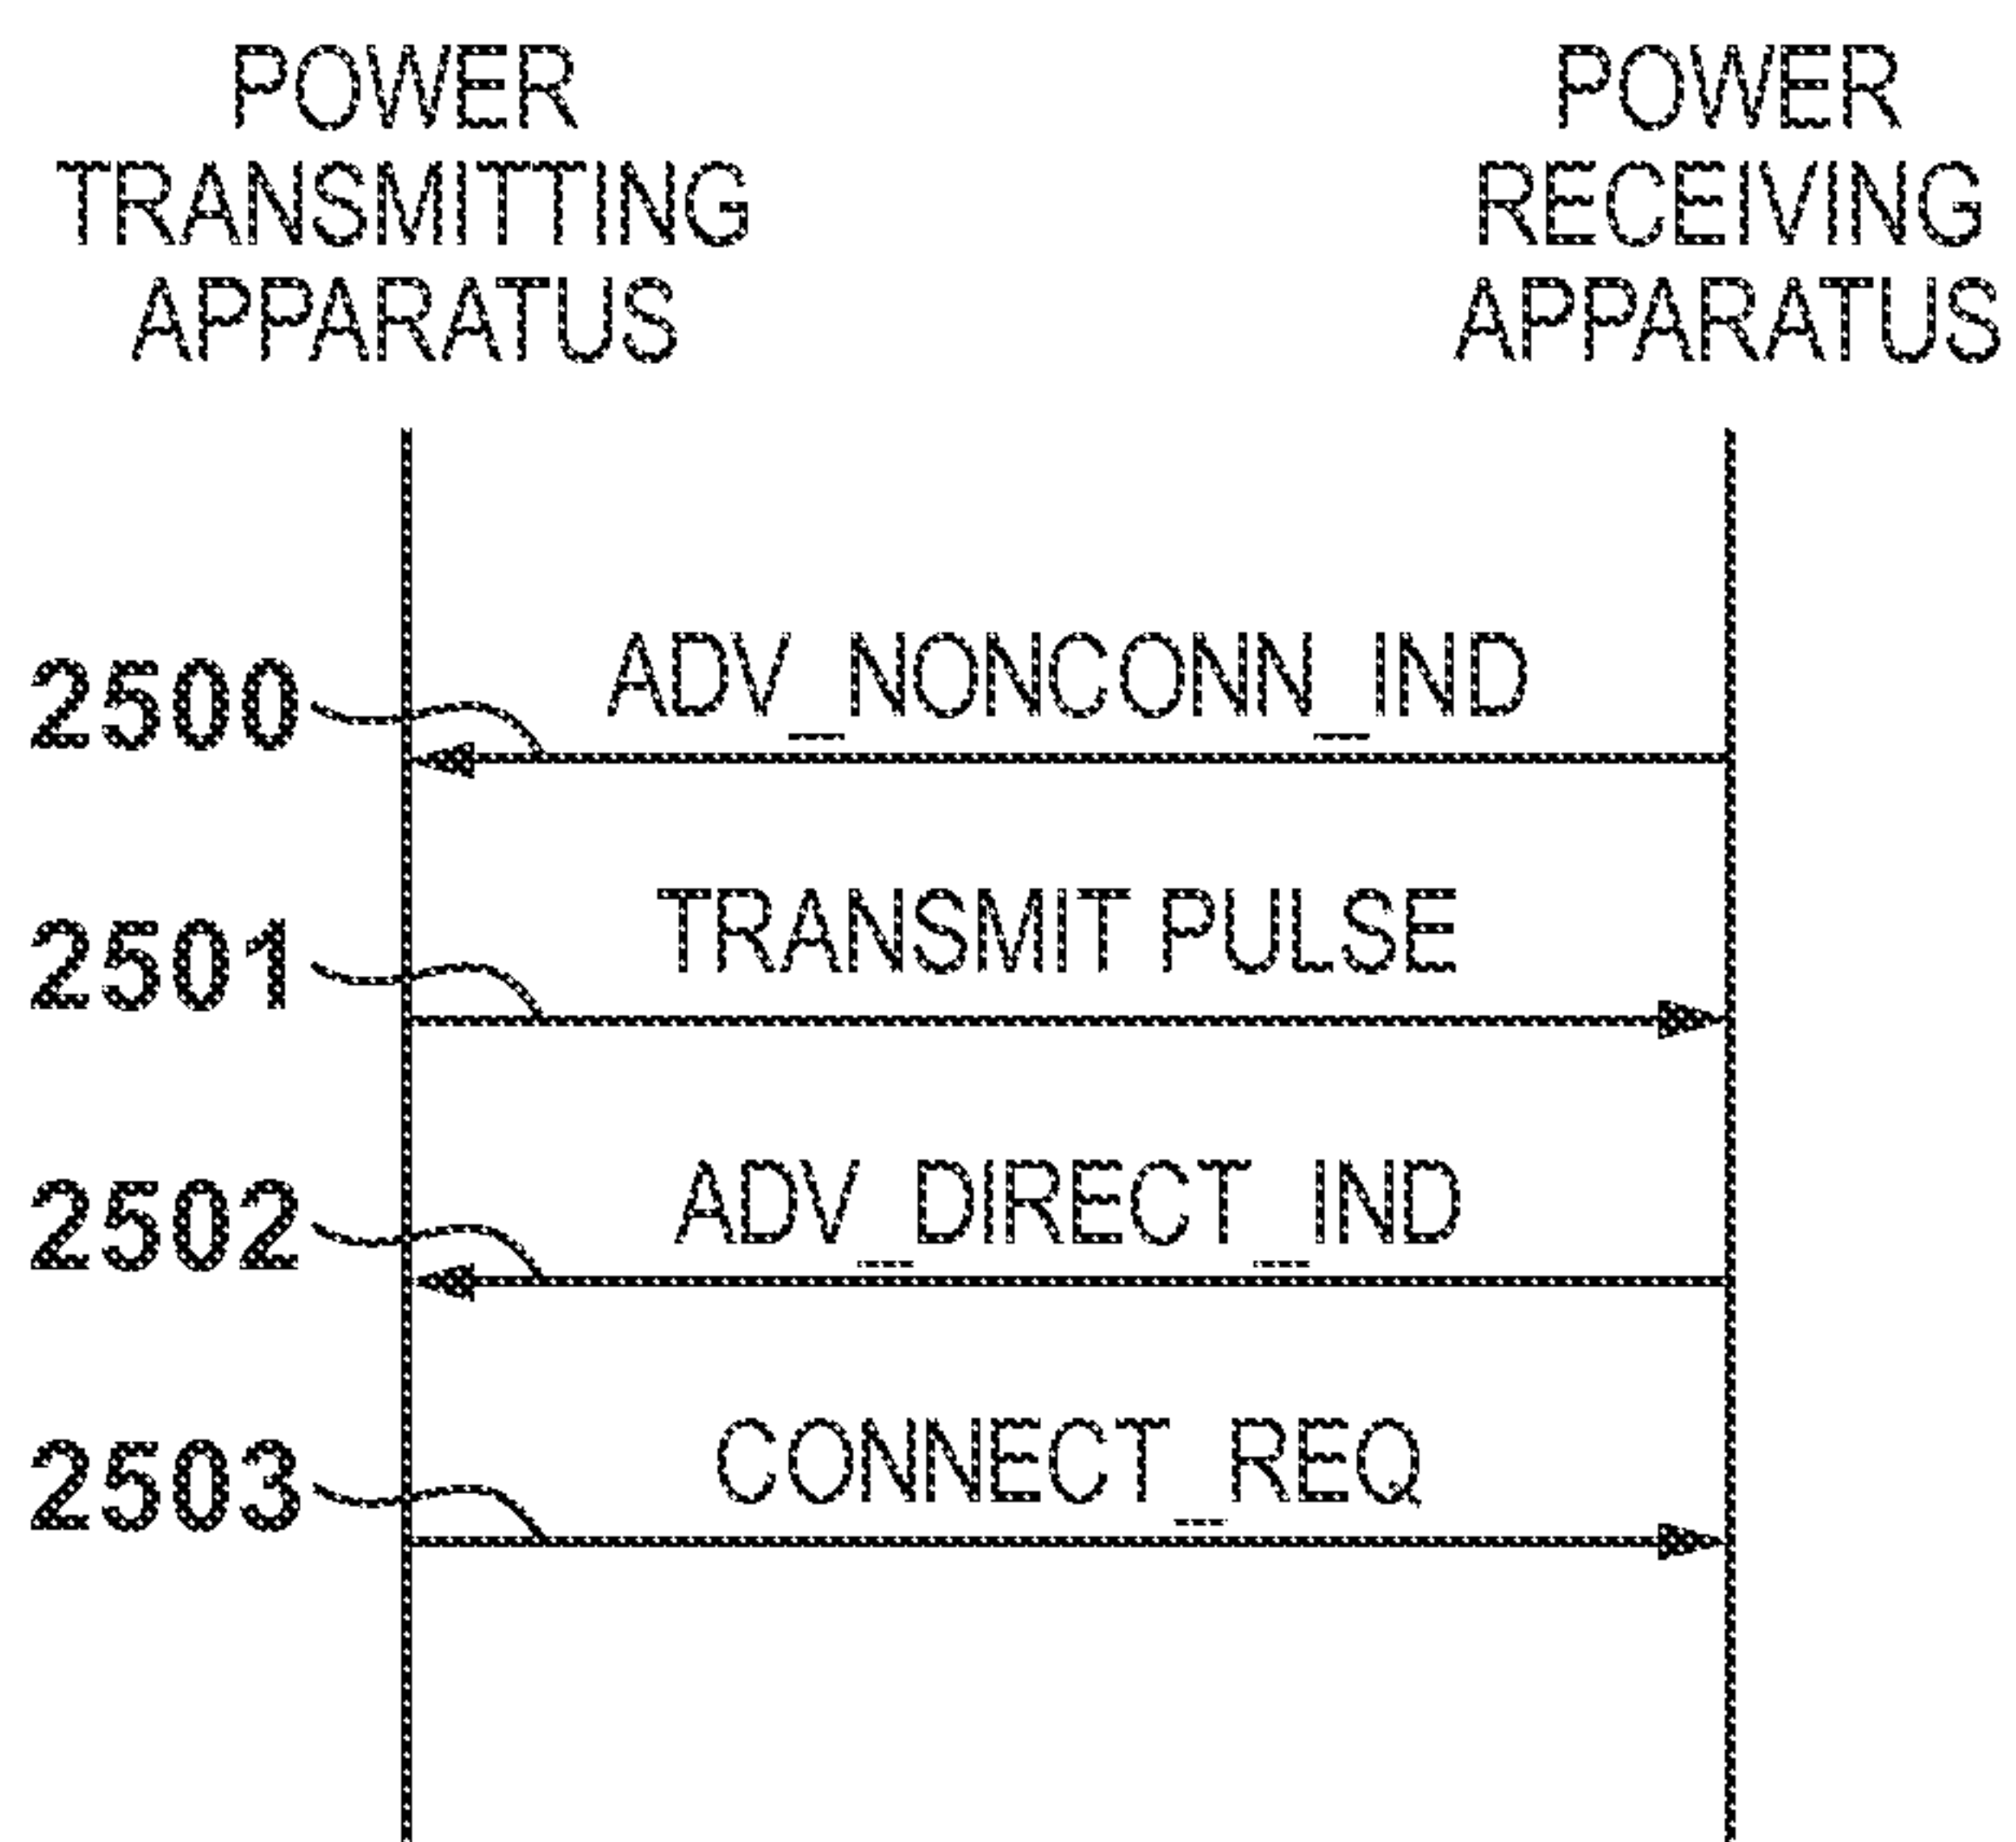 POWER
TRANSMITTING
APPARATUS
POWER
RECEIVING
APPARATUS
2500
ADV_NONCONN_IND
2501
TRANSMIT PULSE
2502
ADV_DIRECT_IND
2503
CONNECT_REQ